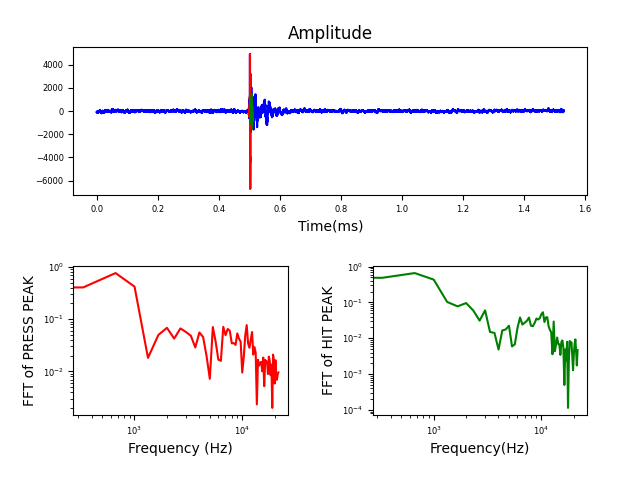 Amplitude
4000
2000
0
−2000
−4000
−6000
0.0 0.2 0.4 0.6 0.8 1.0 1.2 1.4 1.6
Time(ms)
FFT of PRESS PEAK
10⁰
10⁻¹
10⁻²
10³ 10⁴
Frequency (Hz)
FFT of HIT PEAK
10⁰
10⁻¹
10⁻²
10⁻³
10⁻⁴
10³ 10⁴
Frequency(Hz)